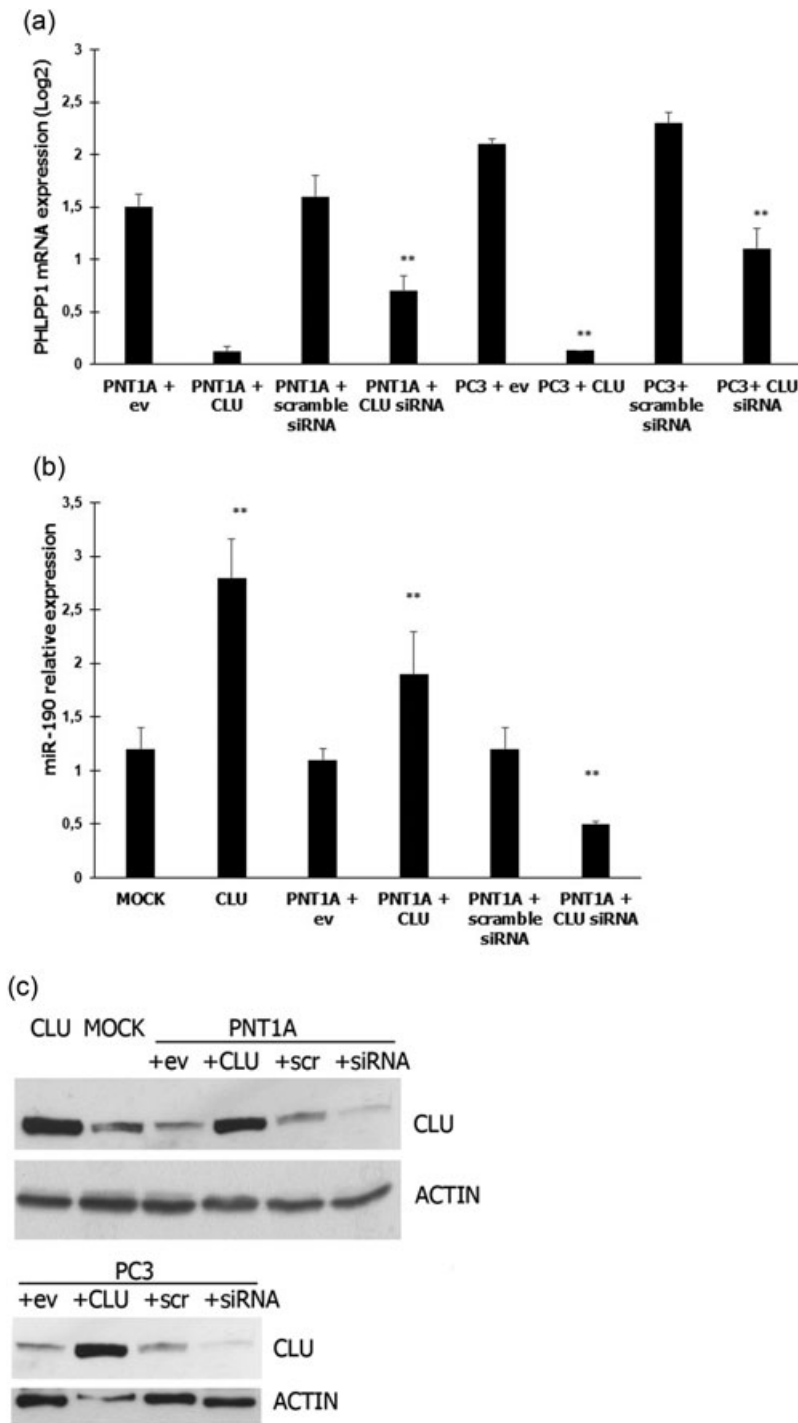 (a)
PHLPP1 mRNA expression (Log2)
3
2,5
2
1,5
1
0,5
0
**
**
**
PNT1A + ev
PNT1A + CLU
PNT1A + scramble siRNA
PNT1A + CLU siRNA
PC3 + ev
PC3 + CLU
PC3+ scramble siRNA
PC3+ CLU siRNA
(b)
miR-190 relative expression
3,5
3
2,5
2
1,5
1
0,5
0
**
**
**
MOCK
CLU
PNT1A + ev
PNT1A + CLU
PNT1A + scramble siRNA
PNT1A + CLU siRNA
(c)
CLU MOCK PNT1A
+ev +CLU +scr +siRNA
CLU
ACTIN
PC3
+ev +CLU +scr +siRNA
CLU
ACTIN